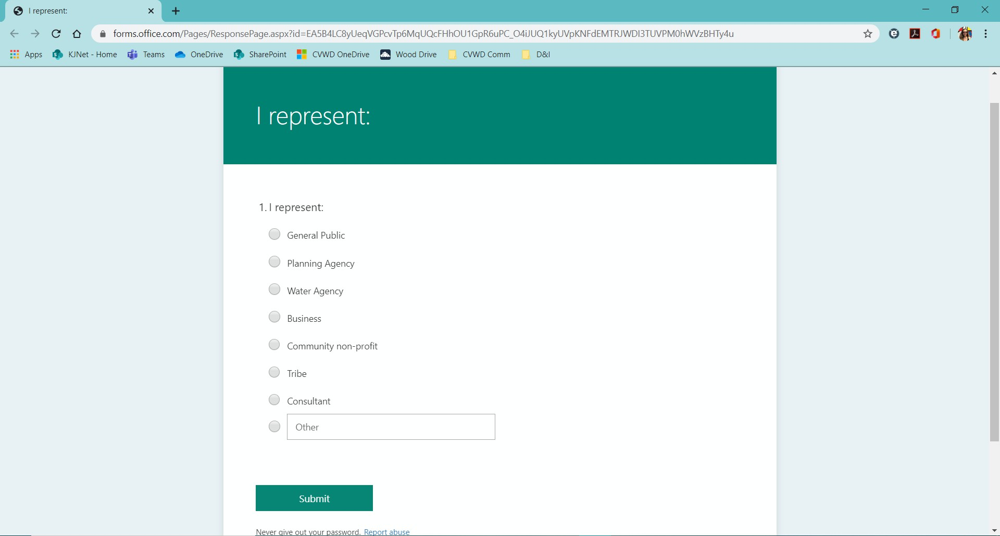 I represent:
forms.office.com/Pages/ResponsePage.aspx?id=EA5B4LC8yUeqVGPcvTp6MqUQcFHhOU1GpR6uPC_O4iJUQ1kyUVpKNFdEMTRJWDI3TUVPM0hWVzBHTy4u
Apps KJNet - Home Teams OneDrive SharePoint CVWD OneDrive Wood Drive CVWD Comm D&I
I represent:
1. I represent:
General Public
Planning Agency
Water Agency
Business
Community non-profit
Tribe
Consultant
Other
Submit
Never give out your password. Report abuse